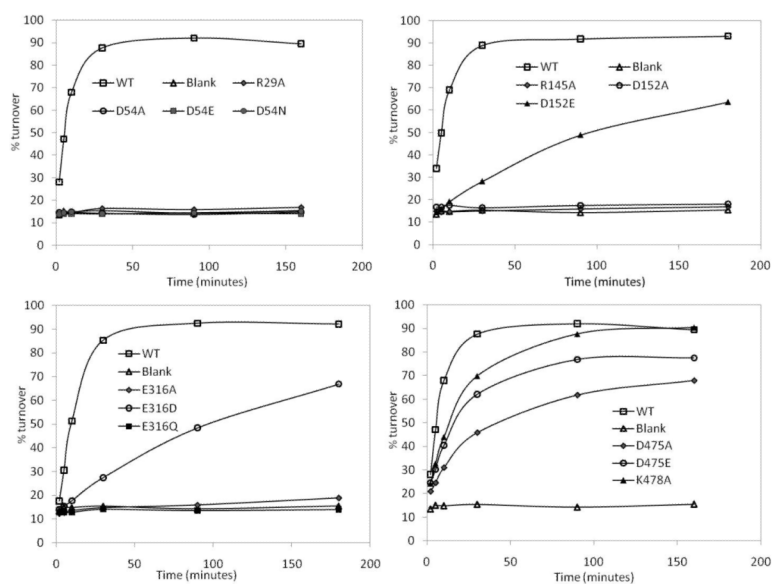 100
90
80
70
60
50
40
30
20
10
0
% turnover
WT Blank R29A
D54A D54E D54N
0 50 100 150 200
Time (minutes)
100
90
80
70
60
50
40
30
20
10
0
% turnover
WT Blank
R145A D152A
D152E
0 50 100 150 200
Time (minutes)
100
90
80
70
60
50
40
30
20
10
0
% turnover
WT
Blank
E316A
E316D
E316Q
0 50 100 150 200
Time (minutes)
100
90
80
70
60
50
40
30
20
10
0
% turnover
WT
Blank
D475A
D475E
K478A
0 50 100 150 200
Time (minutes)